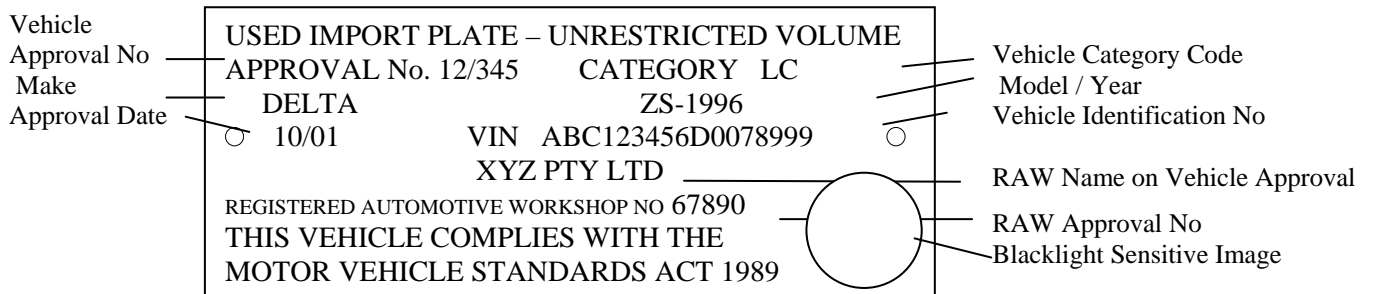 Vehicle
Approval No
Make
Approval Date
USED IMPORT PLATE – UNRESTRICTED VOLUME
APPROVAL No. 12/345 CATEGORY LC
DELTA ZS-1996
10/01 VIN ABC123456D0078999
XYZ PTY LTD
REGISTERED AUTOMOTIVE WORKSHOP NO 67890
THIS VEHICLE COMPLIES WITH THE
MOTOR VEHICLE STANDARDS ACT 1989
Vehicle Category Code
Model / Year
Vehicle Identification No
RAW Name on Vehicle Approval
RAW Approval No
Blacklight Sensitive Image